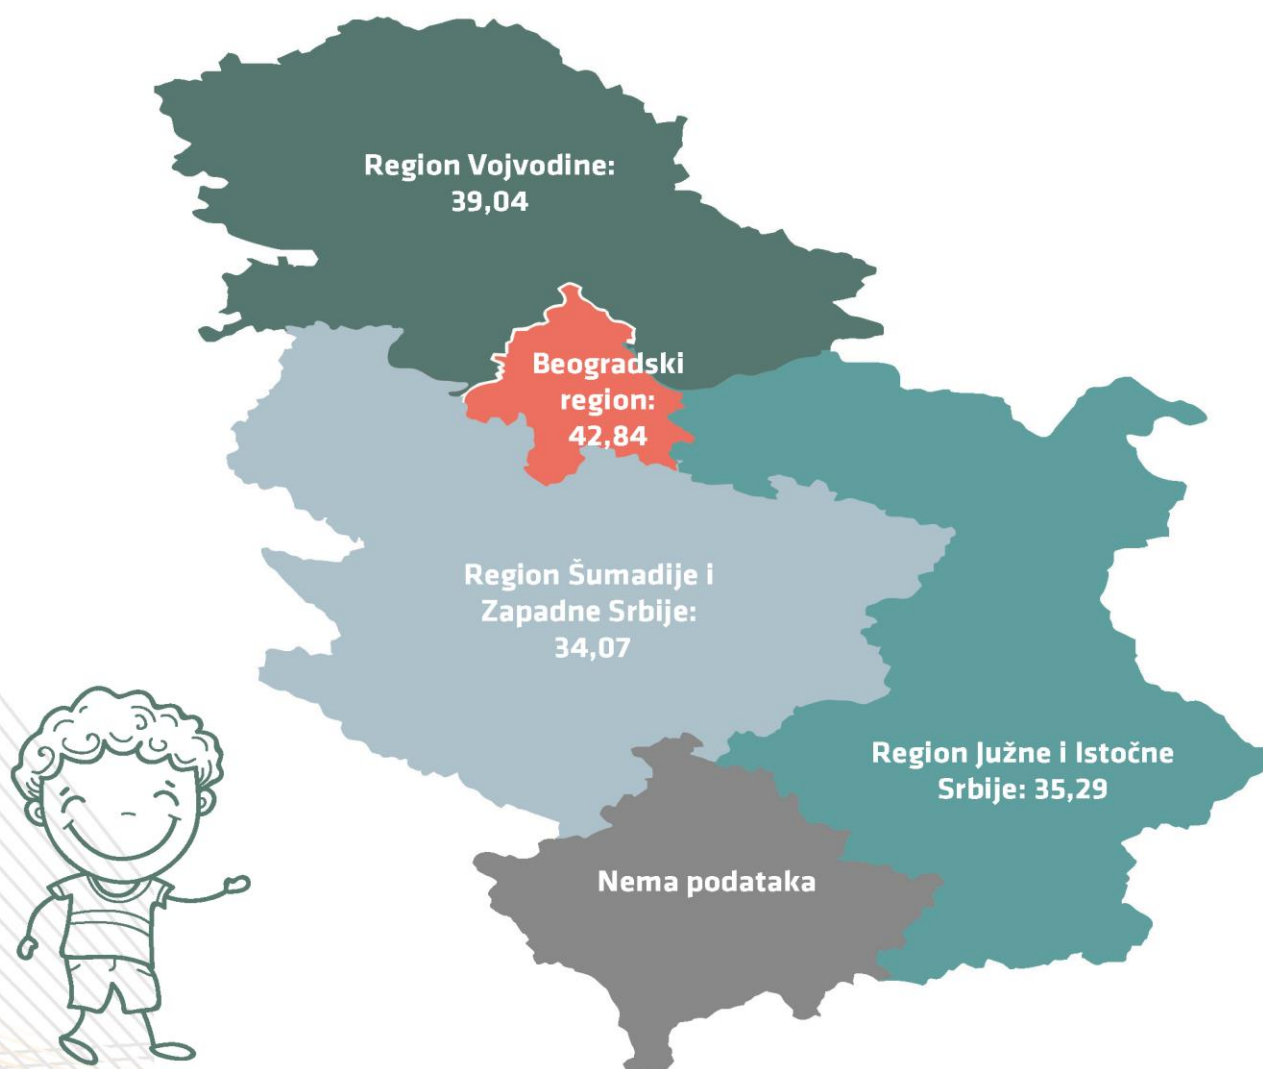 Region Vojvodine:
39,04
Beogradski
region:
42,84
Region Šumadije i
Zapadne Srbije:
34,07
Region Južne i Istočne
Srbije: 35,29
Nema podataka